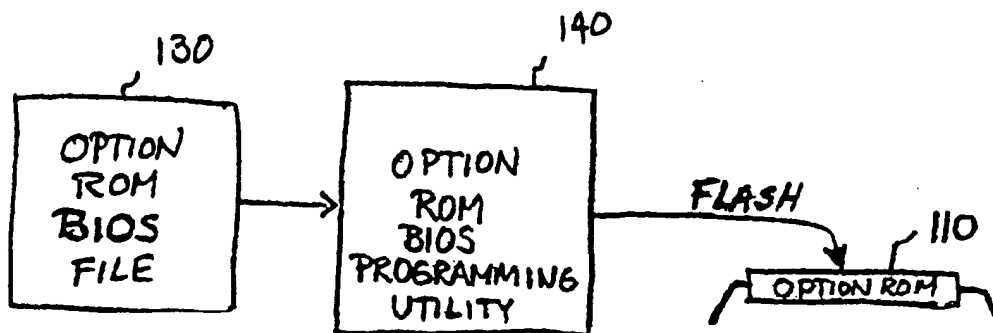 130
OPTION
ROM
BIOS
FILE
140
OPTION
ROM
BIOS
PROGRAMMING
UTILITY
FLASH
110
OPTION ROM